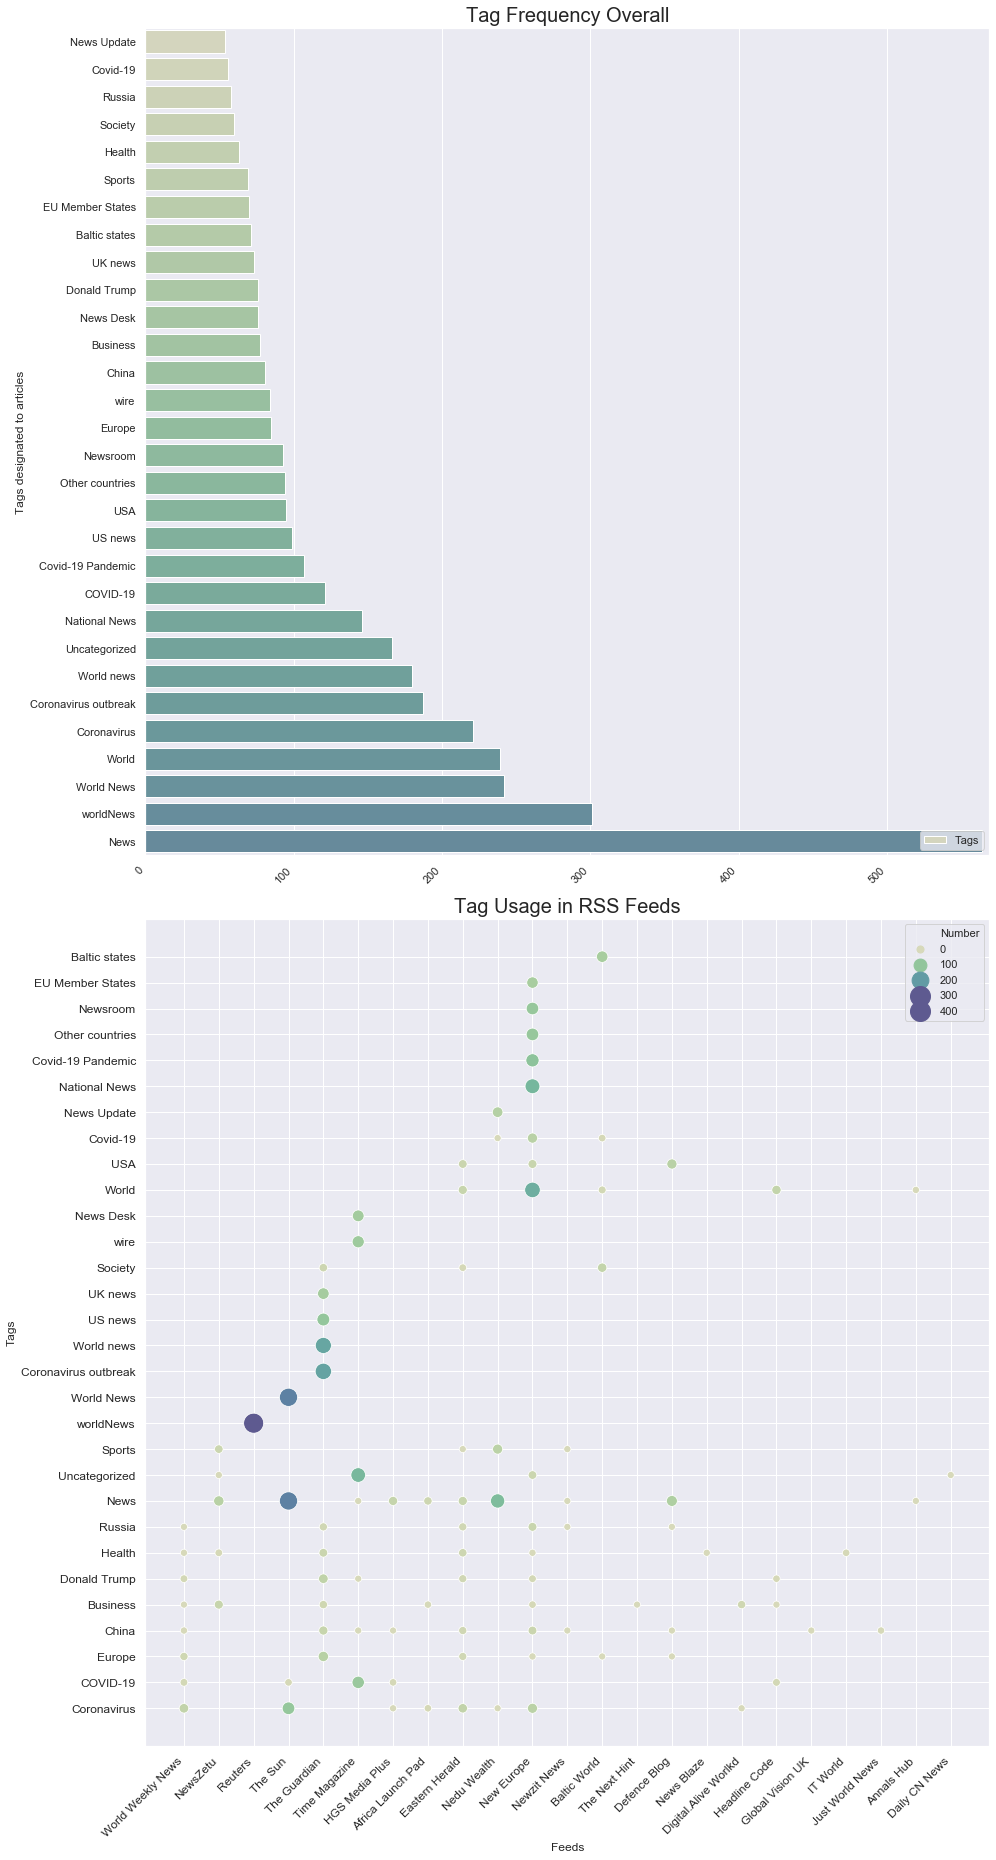 Tag Frequency Overall
Tags designated to articles
News Update
Covid-19
Russia
Society
Health
Sports
EU Member States
Baltic states
UK news
Donald Trump
News Desk
Business
China
wire
Europe
Newsroom
Other countries
USA
US news
Covid-19 Pandemic
COVID-19
National News
Uncategorized
World news
Coronavirus outbreak
Coronavirus
World
World News
worldNews
News
Tags
0
100
200
300
400
500
Tag Usage in RSS Feeds
Number
0
100
200
300
400
Tags
Baltic states
EU Member States
Newsroom
Other countries
Covid-19 Pandemic
National News
News Update
Covid-19
USA
World
News Desk
wire
Society
UK news
US news
World news
Coronavirus outbreak
World News
worldNews
Sports
Uncategorized
News
Russia
Health
Donald Trump
Business
China
Europe
COVID-19
Coronavirus
World Weekly News
NewsZetu
Reuters
The Sun
The Guardian
Time Magazine
HGS Media Plus
Africa Launch Pad
Eastern Herald
Nedu Wealth
New Europe
Newzit News
Baltic World
The Next Hint
Defence Blog
News Blaze
Digital Alive Worlkd
Headline Code
Global Vision UK
IT World
Just World News
Annals Hub
Daily CN News
Feeds